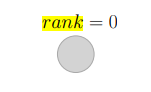 rank = 0